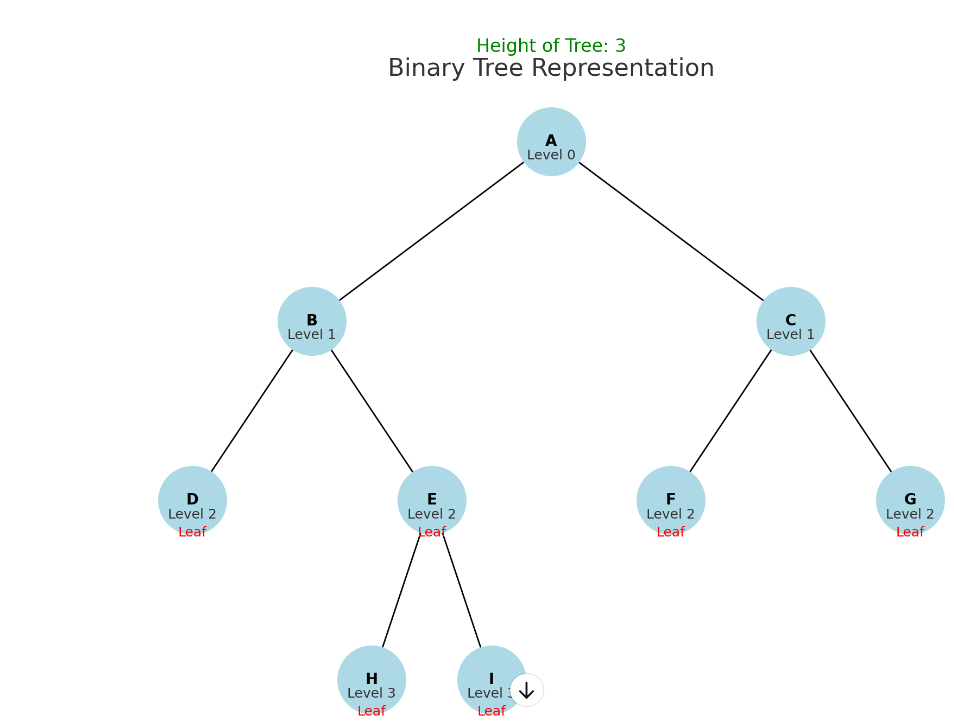 Height of Tree: 3
Binary Tree Representation
A
Level 0
B
Level 1
C
Level 1
D
Level 2
Leaf
E
Level 2
Leaf
F
Level 2
Leaf
G
Level 2
Leaf
H
Level 3
Leaf
I
Level 3
Leaf